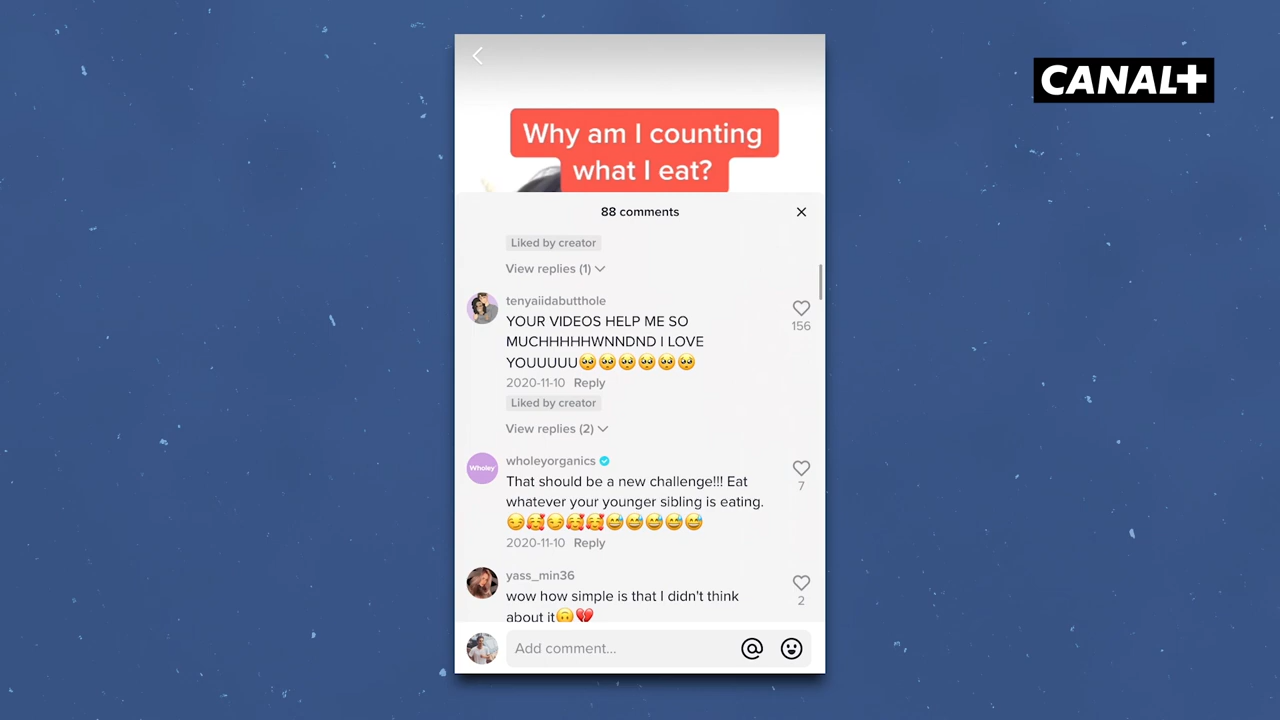 CANAL+
Why am I counting
what I eat?
88 comments
Liked by creator
View replies (1)
tenyaiidabutthole
YOUR VIDEOS HELP ME SO
MUCHHHHHWNNDND I LOVE
YOUUUUU🥺🥺🥺🥺🥺🥺
156
2020-11-10 Reply
Liked by creator
View replies (2)
Wholey
wholeyorganics
That should be a new challenge!!! Eat
whatever your younger sibling is eating.
😏🥰😏🥰🥰😅😅😅😅😅
7
2020-11-10 Reply
yass_min36
wow how simple is that I didn't think
about it🙃💔
2
Add comment...